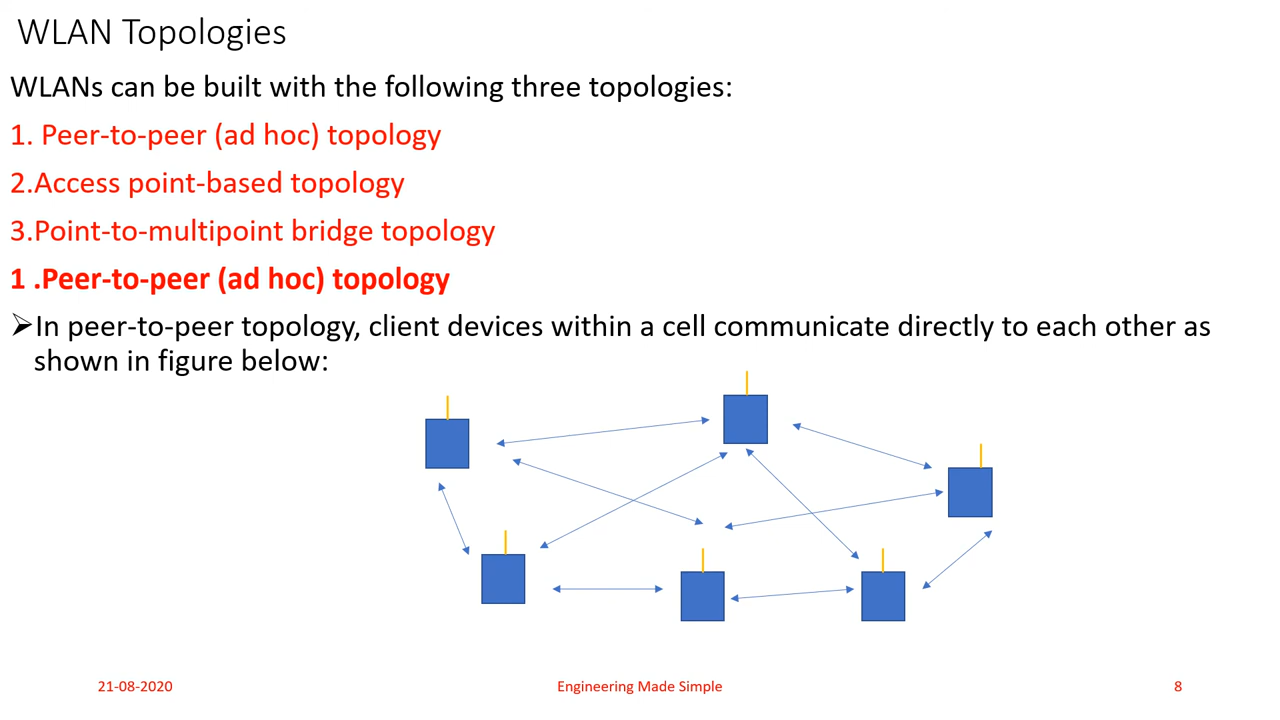 WLAN Topologies
WLANs can be built with the following three topologies:
1. Peer-to-peer (ad hoc) topology
2.Access point-based topology
3.Point-to-multipoint bridge topology
1 .Peer-to-peer (ad hoc) topology
➢In peer-to-peer topology, client devices within a cell communicate directly to each other as
shown in figure below:
21-08-2020
Engineering Made Simple
8